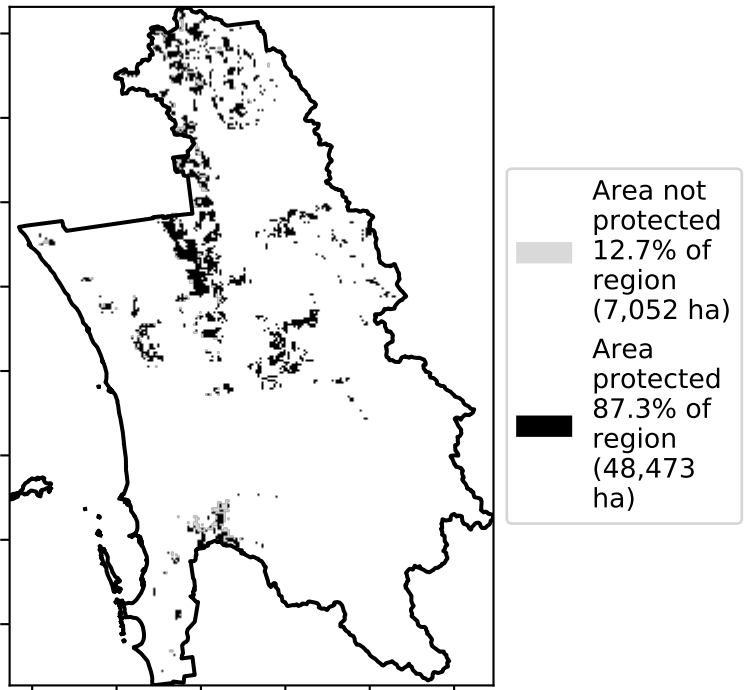 Area not
protected
12.7% of
region
(7,052 ha)
Area
protected
87.3% of
region
(48,473
ha)